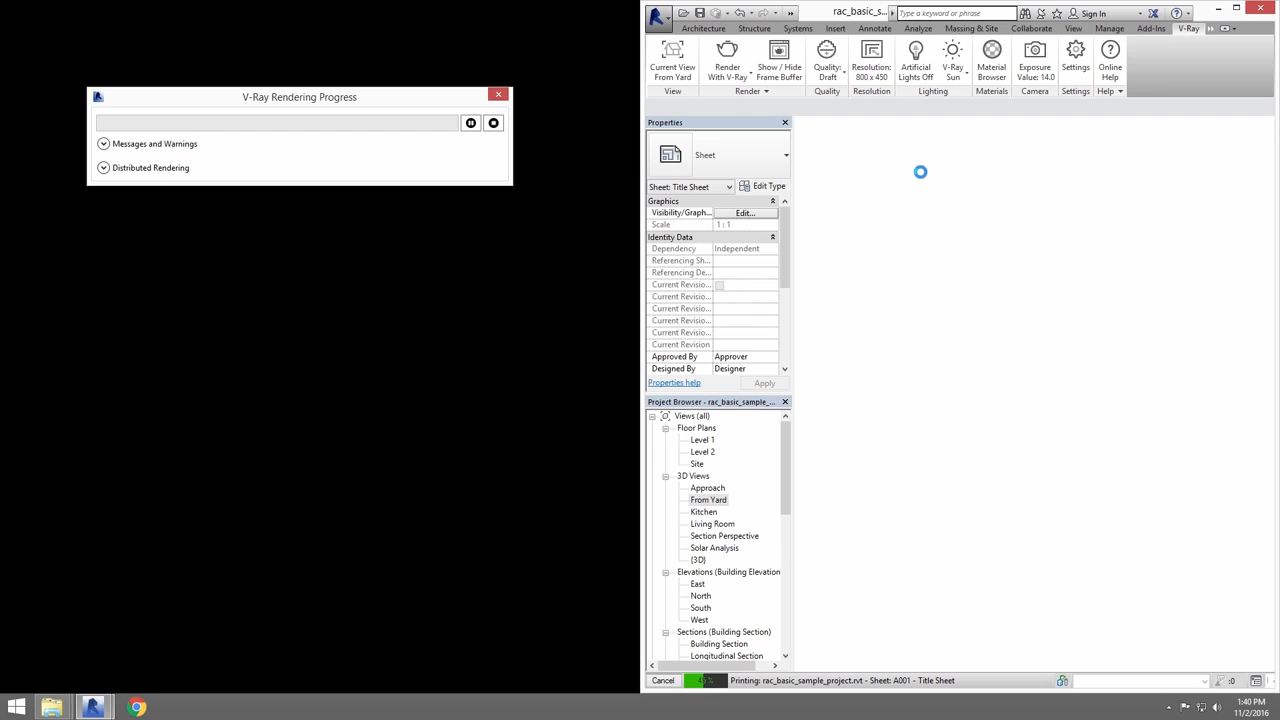 V-Ray Rendering Progress
Messages and Warnings
Distributed Rendering
rac_basic_s...
Type a keyword or phrase
Sign In
Architecture Structure Systems Insert Annotate Analyze Massing & Site Collaborate View Manage Add-Ins V-Ray
Current View
From Yard
View
Render
With V-Ray
Show / Hide
Frame Buffer
Render
Quality:
Draft
Quality
Resolution:
800 x 450
Resolution
Artificial
Lights Off
V-Ray
Sun
Lighting
Material
Browser
Materials
Exposure
Value: 14.0
Camera
Settings
Settings
Online
Help
Help
Properties
Sheet
Sheet: Title Sheet
Edit Type
Graphics
Visibility/Graph... Edit...
Scale 1 : 1
Identity Data
Dependency Independent
Referencing Sh...
Referencing De...
Current Revisio...
Current Revisio...
Current Revisio...
Current Revisio...
Current Revisio...
Current Revision
Approved By Approver
Designed By Designer
Properties help
Apply
Project Browser - rac_basic_sample_...
Views (all)
Floor Plans
Level 1
Level 2
Site
3D Views
Approach
From Yard
Kitchen
Living Room
Section Perspective
Solar Analysis
{3D}
Elevations (Building Elevation
East
North
South
West
Sections (Building Section)
Building Section
Longitudinal Section
Cancel
Printing: rac_basic_sample_project.rvt - Sheet: A001 - Title Sheet
:0
1:40 PM
11/2/2016